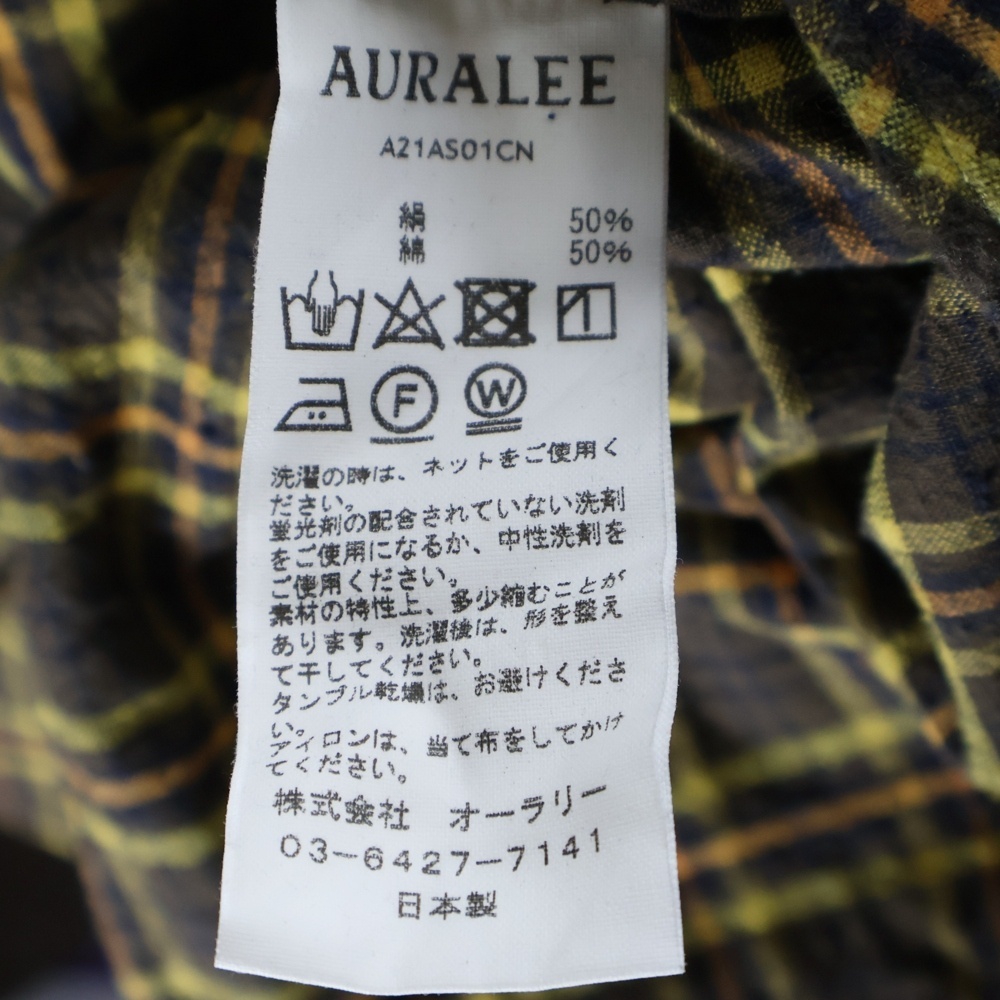 AURALEE
A21AS01CN
絹 50%
綿 50%
F W
洗濯の時は、ネットをご使用く
ださい。
蛍光剤の配合されていない洗剤
をご使用になるか、中性洗剤を
ご使用ください。
素材の特性上、多少縮むことが
あります。洗濯後は、形を整え
て干してください。
タンブル乾燥は、お避けくださ
い。
アイロンは、当て布をしてかけ
てください。
株式会社 オーラリー
03-6427-7141
日本製